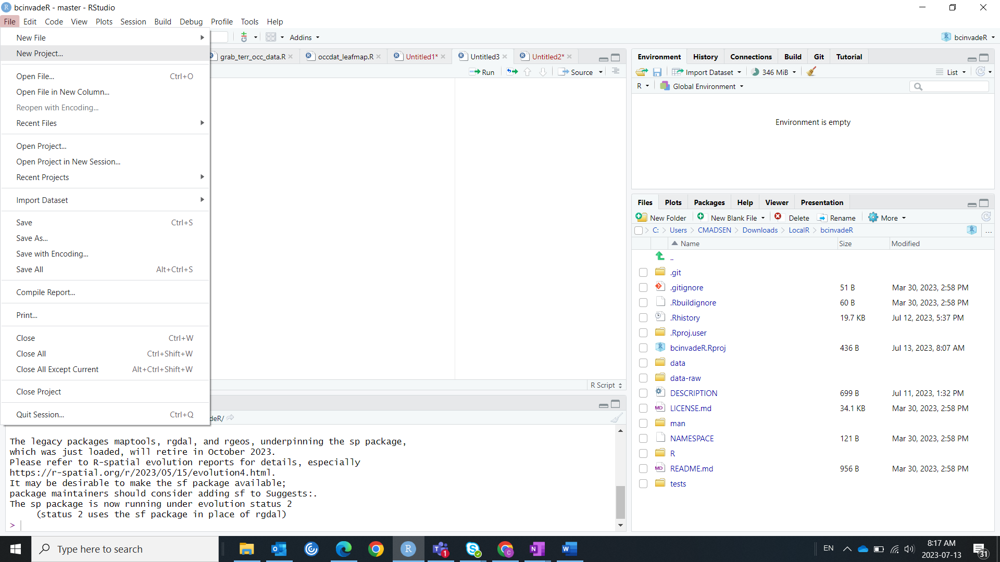 bcinvadeR - master - RStudio
File Edit Code View Plots Session Build Debug Profile Tools Help
New File
New Project...
Open File... Ctrl+O
Open File in New Column...
Reopen with Encoding...
Recent Files
Open Project...
Open Project in New Session...
Recent Projects
Import Dataset
Save Ctrl+S
Save As...
Save with Encoding...
Save All Alt+Ctrl+S
Compile Report...
Print...
Close Ctrl+W
Close All Ctrl+Shift+W
Close All Except Current Alt+Ctrl+Shift+W
Close Project
Quit Session... Ctrl+Q
Addins
bcinvadeR
grab_terr_occ_data.R occdat_leafmap.R Untitled1* Untitled3 Untitled2*
Run Source
R Script
deR/
The legacy packages maptools, rgdal, and rgeos, underpinning the sp package,
which was just loaded, will retire in October 2023.
Please refer to R-spatial evolution reports for details, especially
https://r-spatial.org/r/2023/05/15/evolution4.html.
It may be desirable to make the sf package available;
package maintainers should consider adding sf to Suggests:.
The sp package is now running under evolution status 2
(status 2 uses the sf package in place of rgdal)
>
Environment History Connections Build Git Tutorial
Import Dataset 346 MiB List
R Global Environment
Environment is empty
Files Plots Packages Help Viewer Presentation
New Folder New Blank File Delete Rename More
C: Users CMADSEN Downloads LocalR bcinvadeR ...
Name Size Modified
..
.git
.gitignore 51 B Mar 30, 2023, 2:58 PM
.Rbuildignore 60 B Mar 30, 2023, 2:58 PM
.Rhistory 19.7 KB Jul 12, 2023, 5:37 PM
.Rproj.user
bcinvadeR.Rproj 436 B Jul 13, 2023, 8:07 AM
data
data-raw
DESCRIPTION 699 B Jul 11, 2023, 1:32 PM
LICENSE.md 34.1 KB Mar 30, 2023, 2:58 PM
man
NAMESPACE 121 B Mar 30, 2023, 2:58 PM
R
README.md 956 B Mar 30, 2023, 2:58 PM
tests
Type here to search
EN
8:17 AM
2023-07-13
31